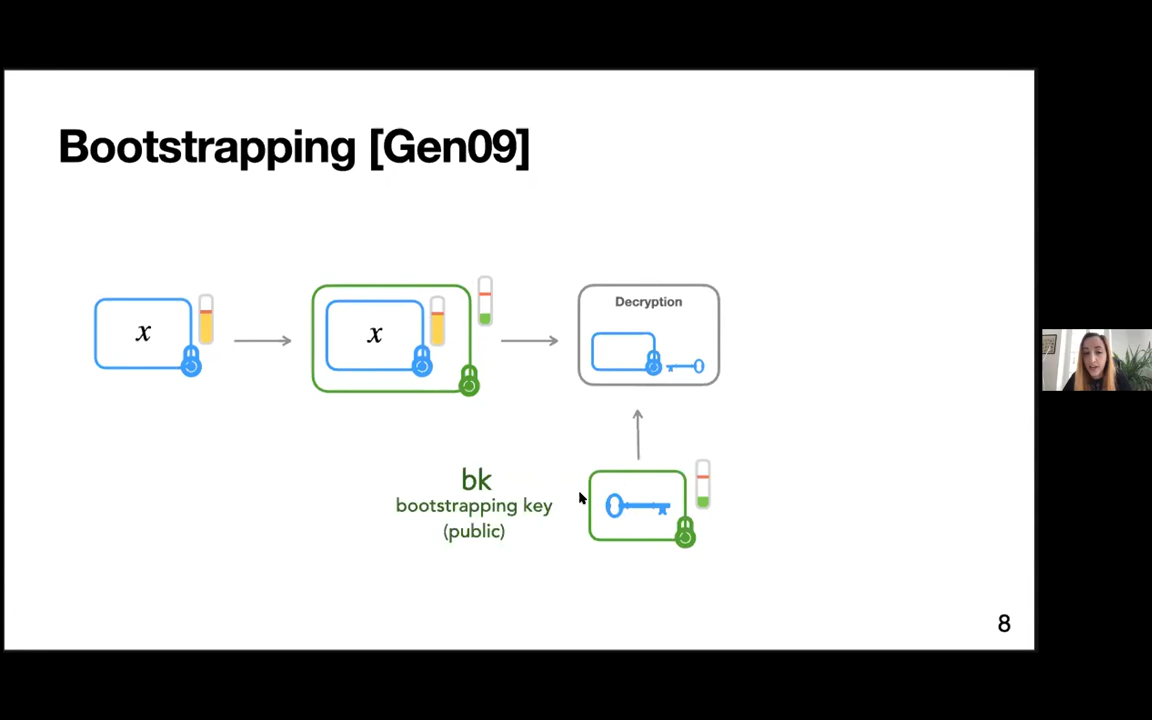 Bootstrapping [Gen09]
x
x
Decryption
bk
bootstrapping key
(public)
8